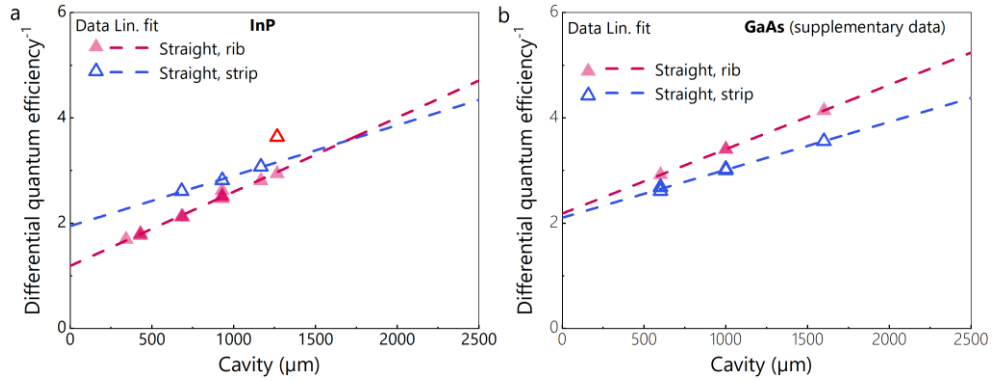 a
Data Lin. fit
InP
Straight, rib
Straight, strip
Differential quantum efficiency-1
6
4
2
0
0 500 1000 1500 2000 2500
Cavity (μm)
b
Data Lin. fit
GaAs (supplementary data)
Straight, rib
Straight, strip
Differential quantum efficiency-1
6
4
2
0
0 500 1000 1500 2000 2500
Cavity (μm)